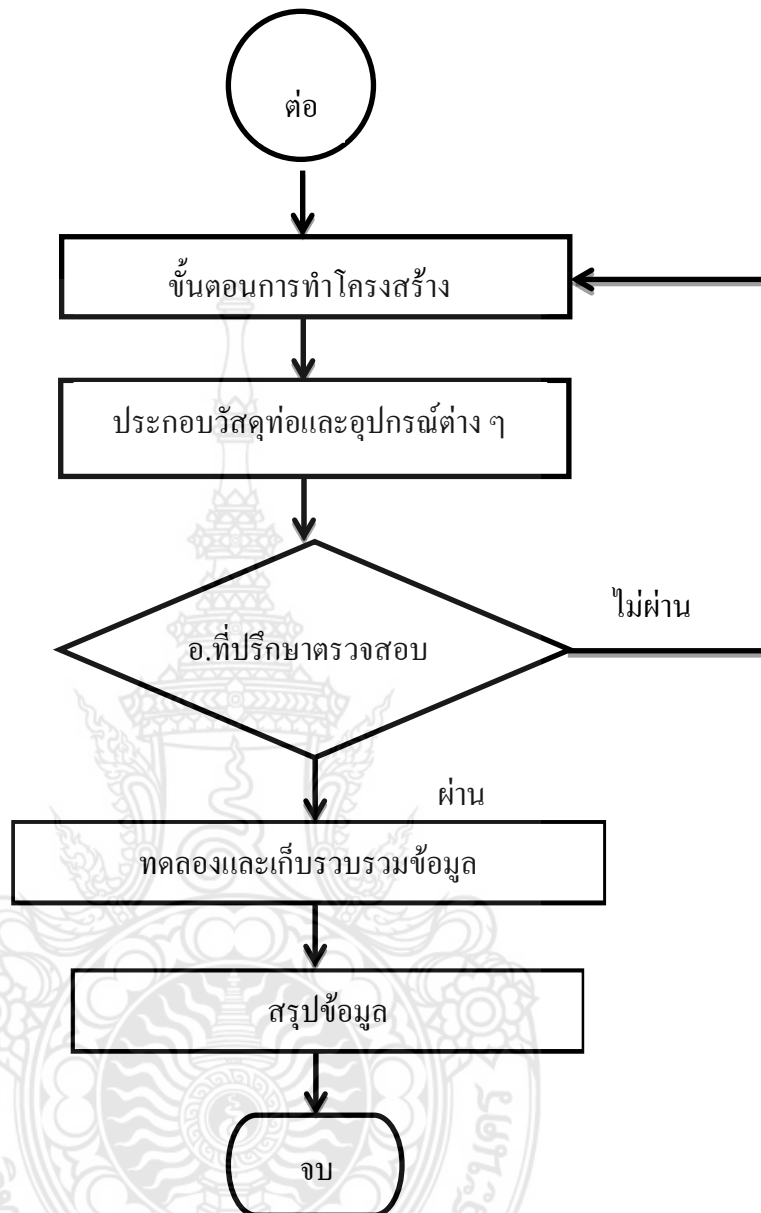 ต่อ
ขั้นตอนการทำโครงสร้าง
ประกอบวัสดุท่อและอุปกรณ์ต่าง ๆ
ไม่ผ่าน
อ.ที่ปรึกษาตรวจสอบ
ผ่าน
ทดลองและเก็บรวบรวมข้อมูล
สรุปข้อมูล
จบ
ระนคร